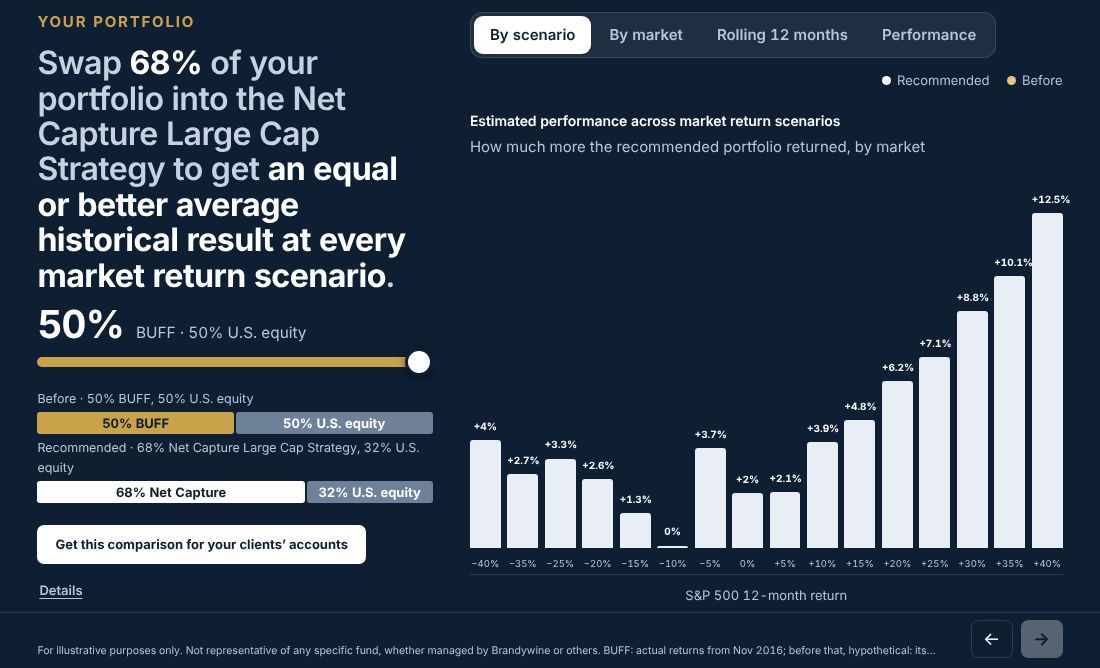 YOUR PORTFOLIO
Swap 68% of your
portfolio into the Net
Capture Large Cap
Strategy to get an equal
or better average
historical result at every
market return scenario.
50% BUFF · 50% U.S. equity
Before · 50% BUFF, 50% U.S. equity
50% BUFF 50% U.S. equity
Recommended · 68% Net Capture Large Cap Strategy, 32% U.S.
equity
68% Net Capture 32% U.S. equity
Get this comparison for your clients’ accounts
Details
By scenario By market Rolling 12 months Performance
Recommended Before
Estimated performance across market return scenarios
How much more the recommended portfolio returned, by market
+4% +2.7% +3.3% +2.6% +1.3% 0% +3.7% +2% +2.1% +3.9% +4.8% +6.2% +7.1% +8.8% +10.1% +12.5%
−40% −35% −25% −20% −15% −10% −5% 0% +5% +10% +15% +20% +25% +30% +35% +40%
S&P 500 12-month return
For illustrative purposes only. Not representative of any specific fund, whether managed by Brandywine or others. BUFF: actual returns from Nov 2016; before that, hypothetical: its...
← →